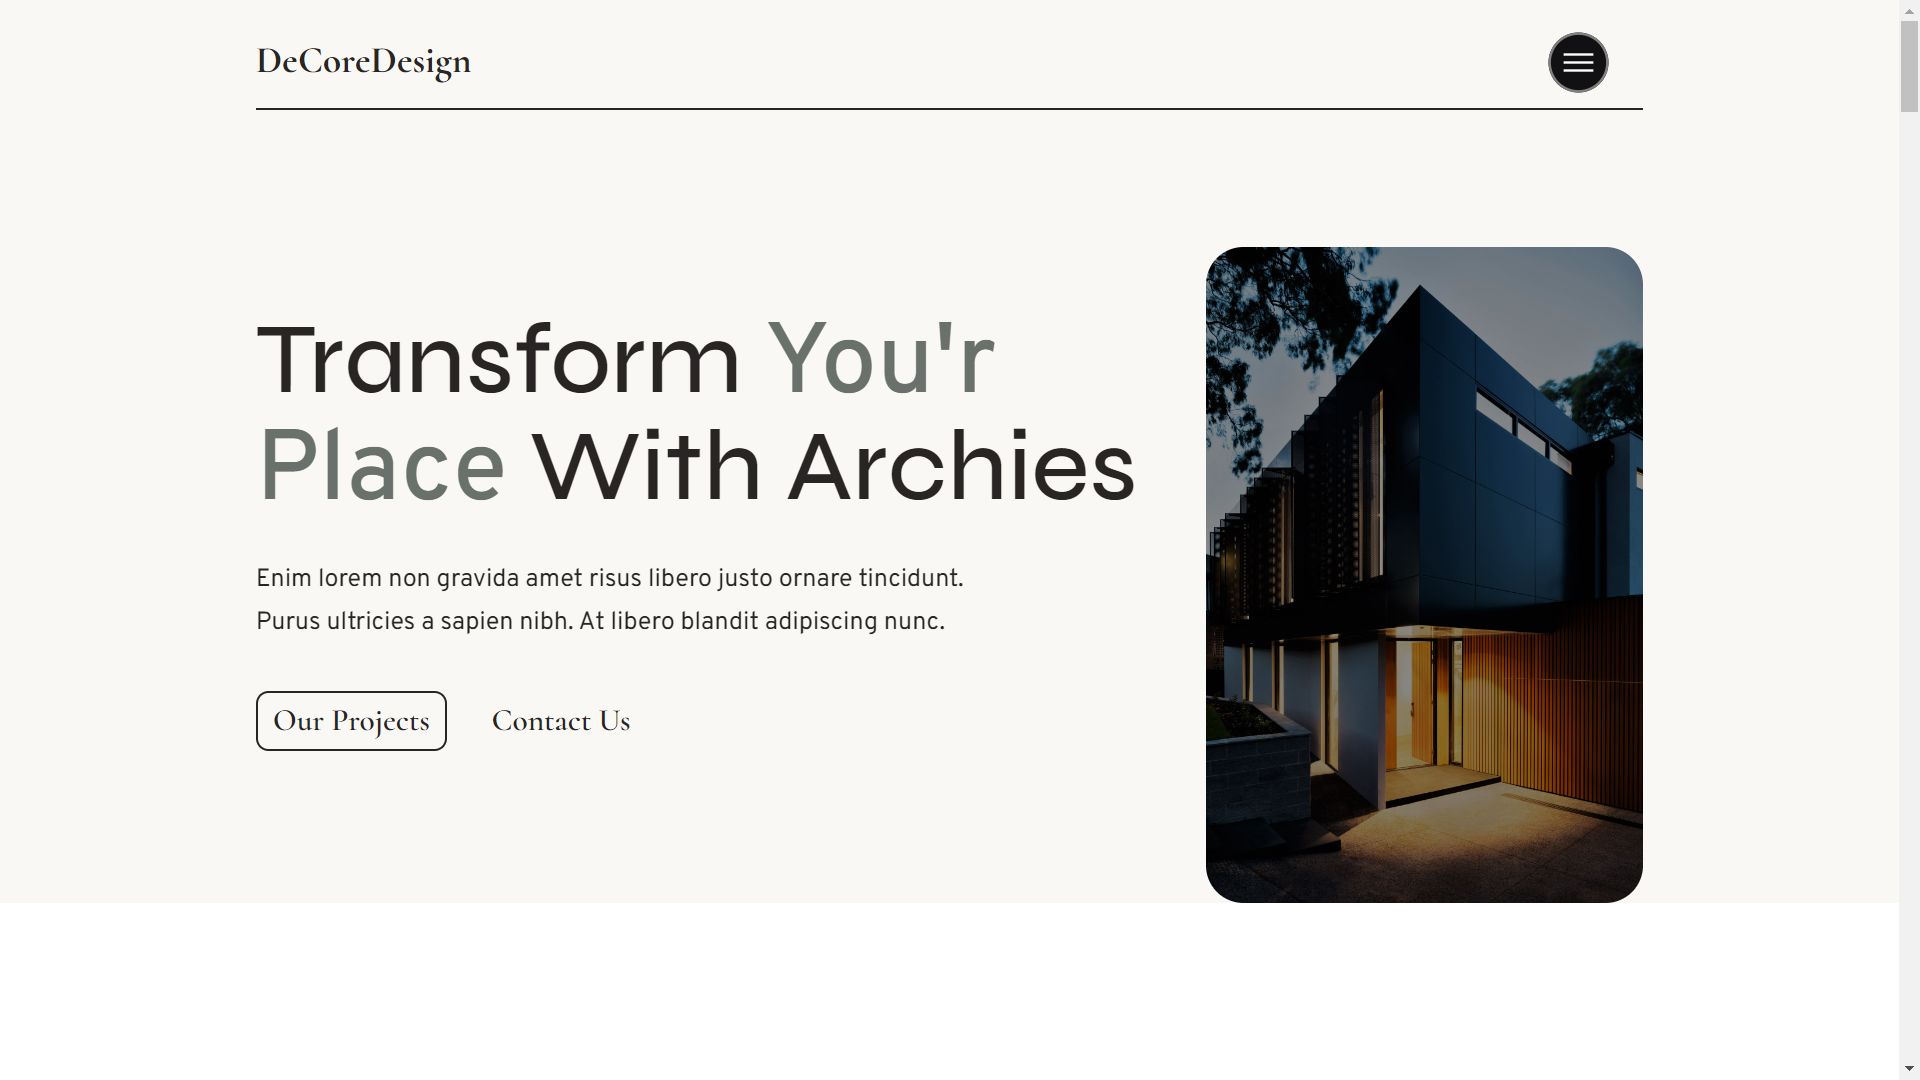 DeCoreDesign
Transform You'r
Place With Archies
Enim lorem non gravida amet risus libero justo ornare tincidunt.
Purus ultricies a sapien nibh. At libero blandit adipiscing nunc.
Our Projects
Contact Us